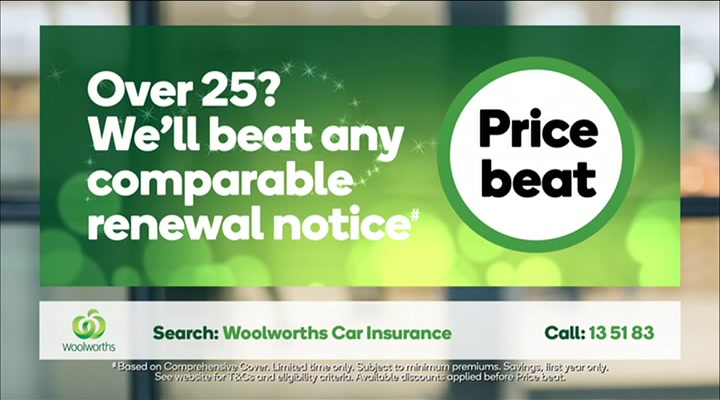 Over 25?
We'll beat any
comparable
renewal notice#
Price
beat
woolworths
Search: Woolworths Car Insurance
Call: 13 51 83
# Based on Comprehensive Cover. Limited time only. Subject to minimum premiums. Savings, first year only.
See website for T&Cs and eligibility criteria. Available discounts applied before Price beat.